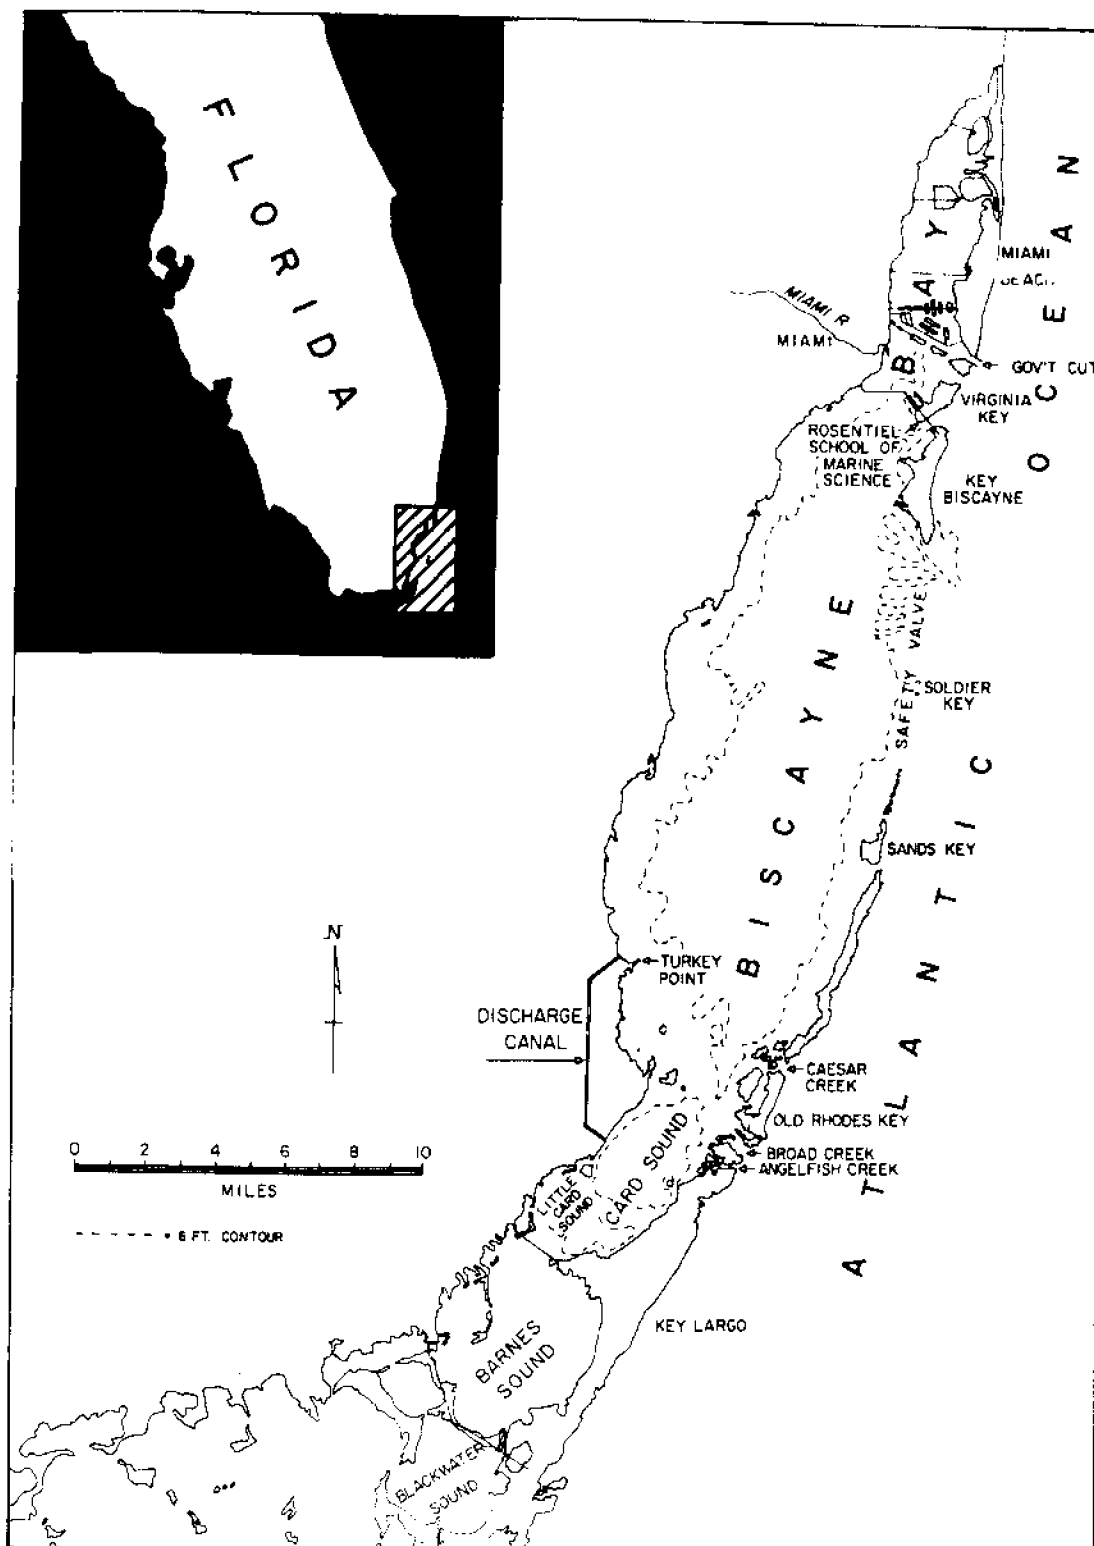 FLORIDA
ATLANTIC OCEAN
BISCAYNE BAY
MIAMI R
MIAMI
MIAMI
GOV'T CUT
VIRGINIA
KEY
ROSENTIEL
SCHOOL OF
MARINE
SCIENCE
KEY
BISCAYNE
SAFETY VALVE
SOLDIER
KEY
SANDS KEY
N
TURKEY
POINT
DISCHARGE
CANAL
CAESAR
CREEK
OLD RHODES KEY
BROAD CREEK
ANGELFISH CREEK
CARD SOUND
LITTLE
CARD
SOUND
0 2 4 6 8 10
MILES
6 FT. CONTOUR
KEY LARGO
BARNES
SOUND
BLACKWATER
SOUND